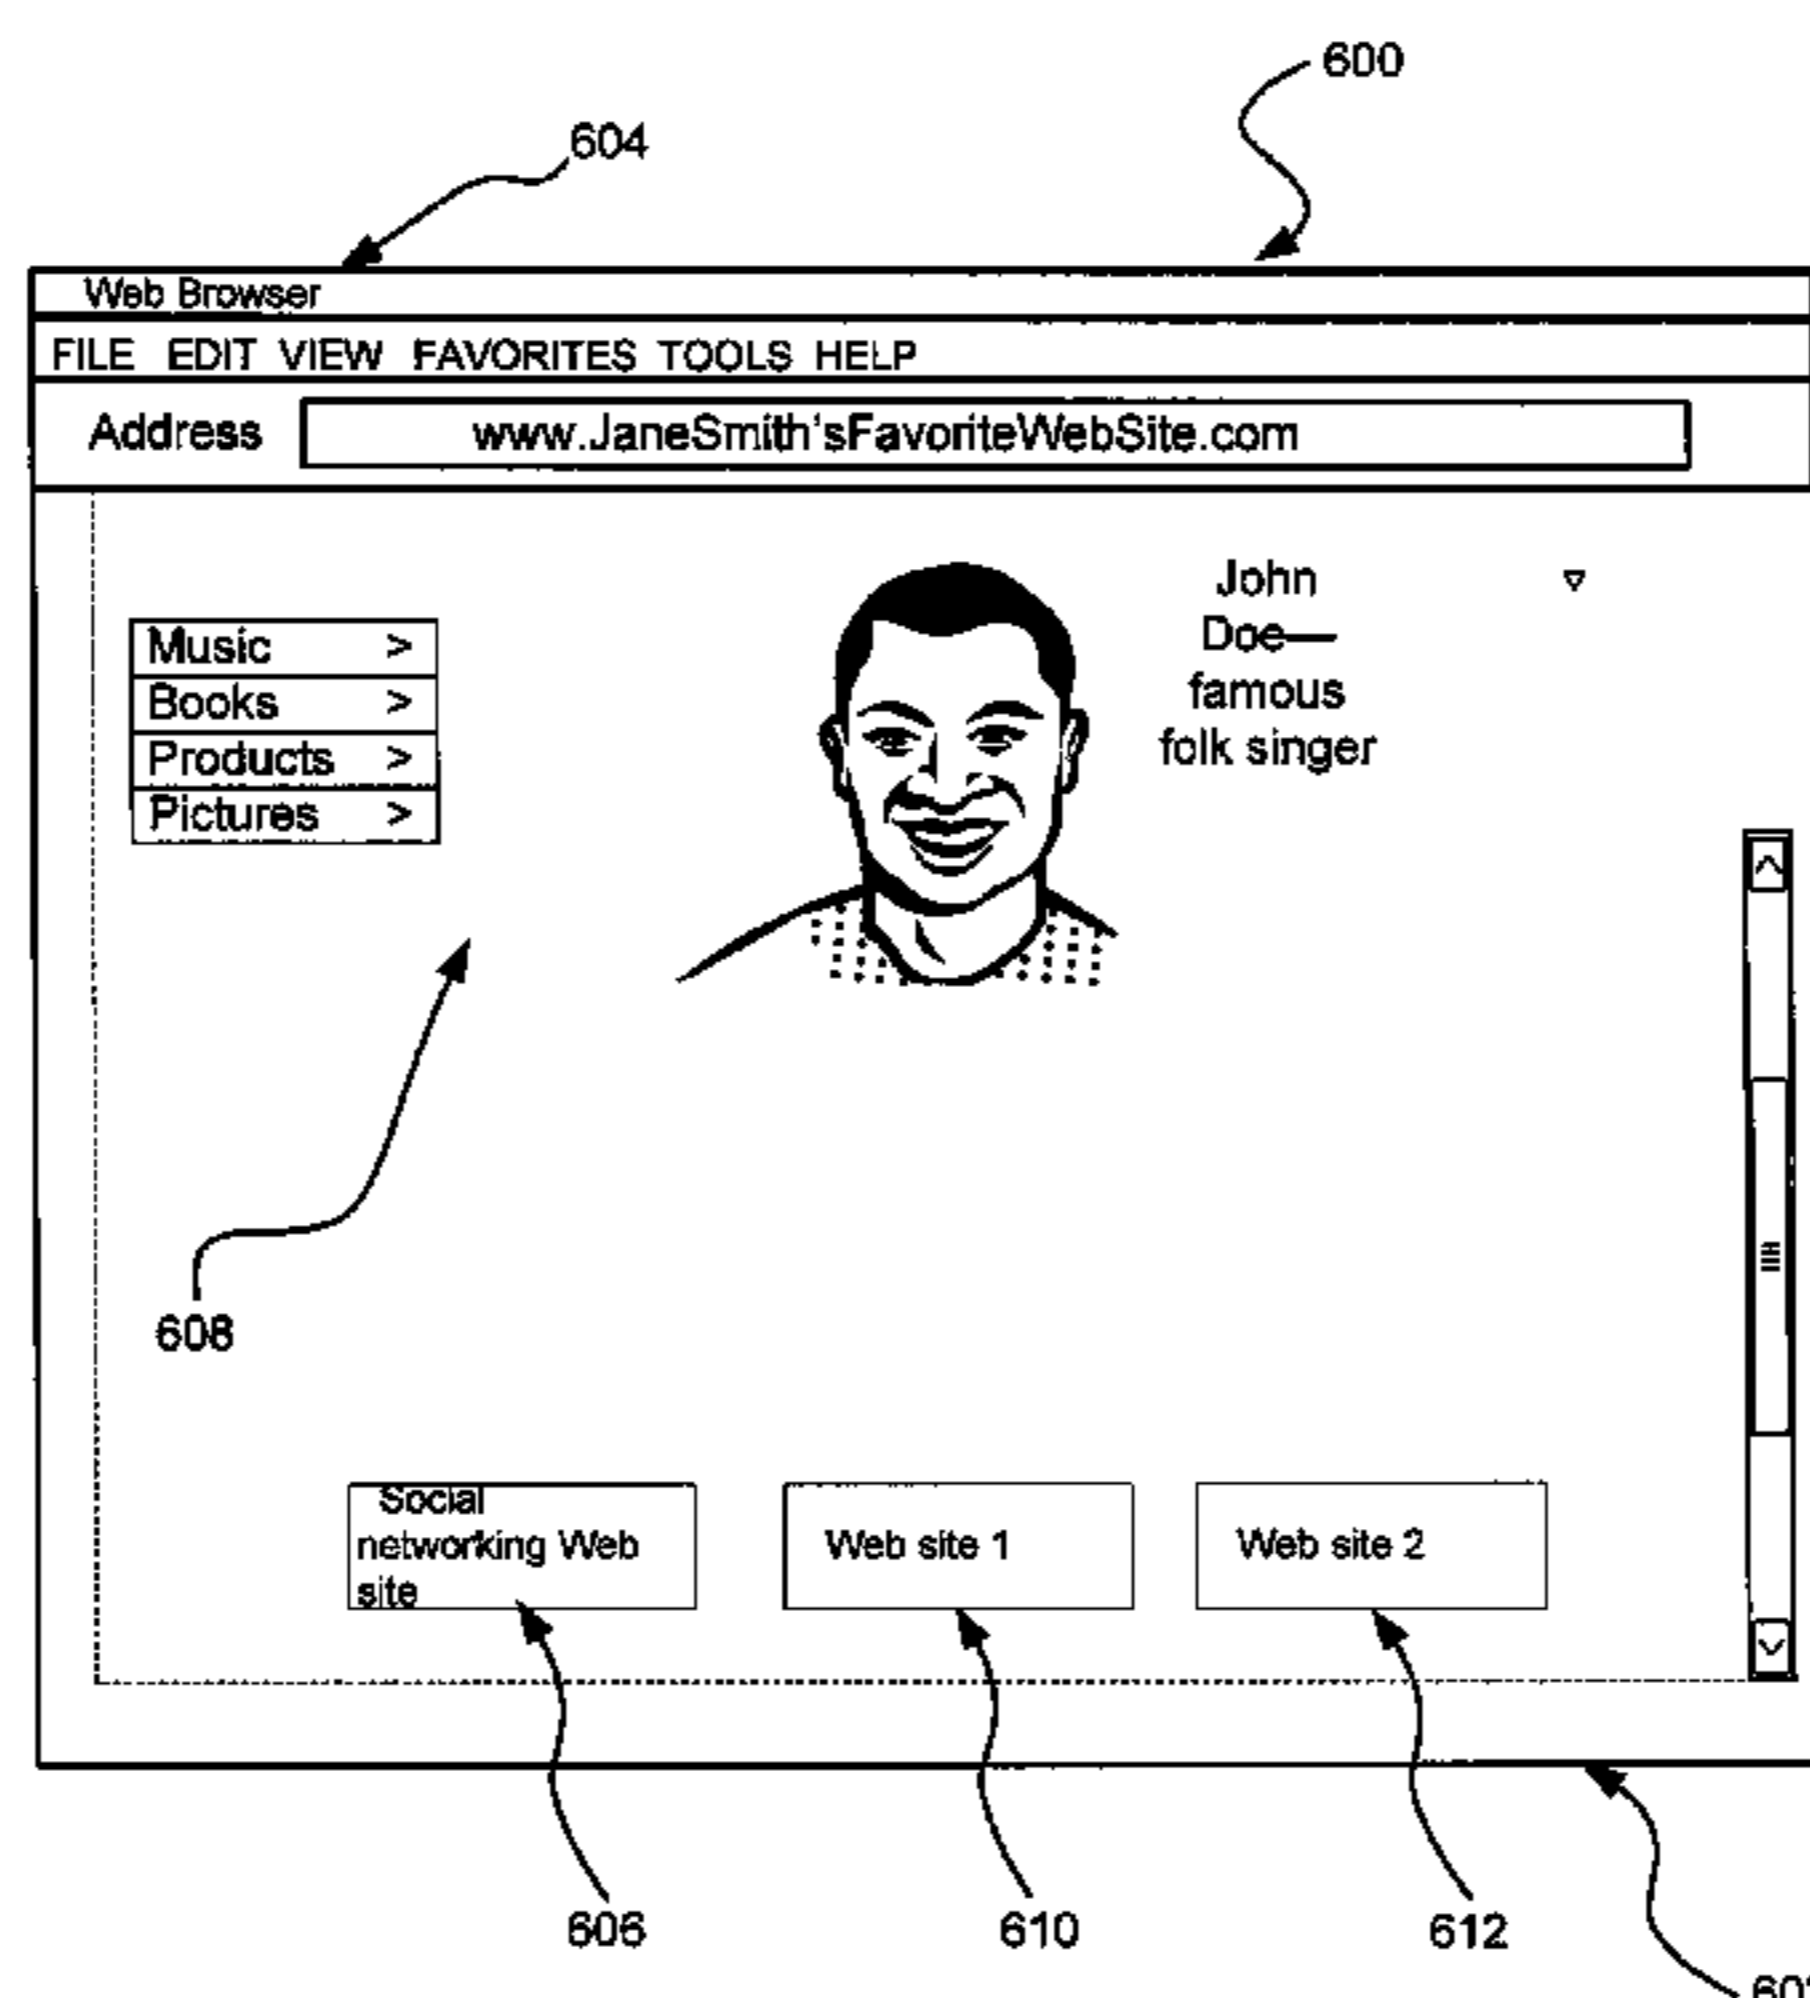 600
604
Web Browser
FILE EDIT VIEW FAVORITES TOOLS HELP
Address www.JaneSmith'sFavoriteWebSite.com
John
Doe—
famous
folk singer
Music >
Books >
Products >
Pictures >
608
Social
networking Web
site
Web site 1
Web site 2
606
610
612